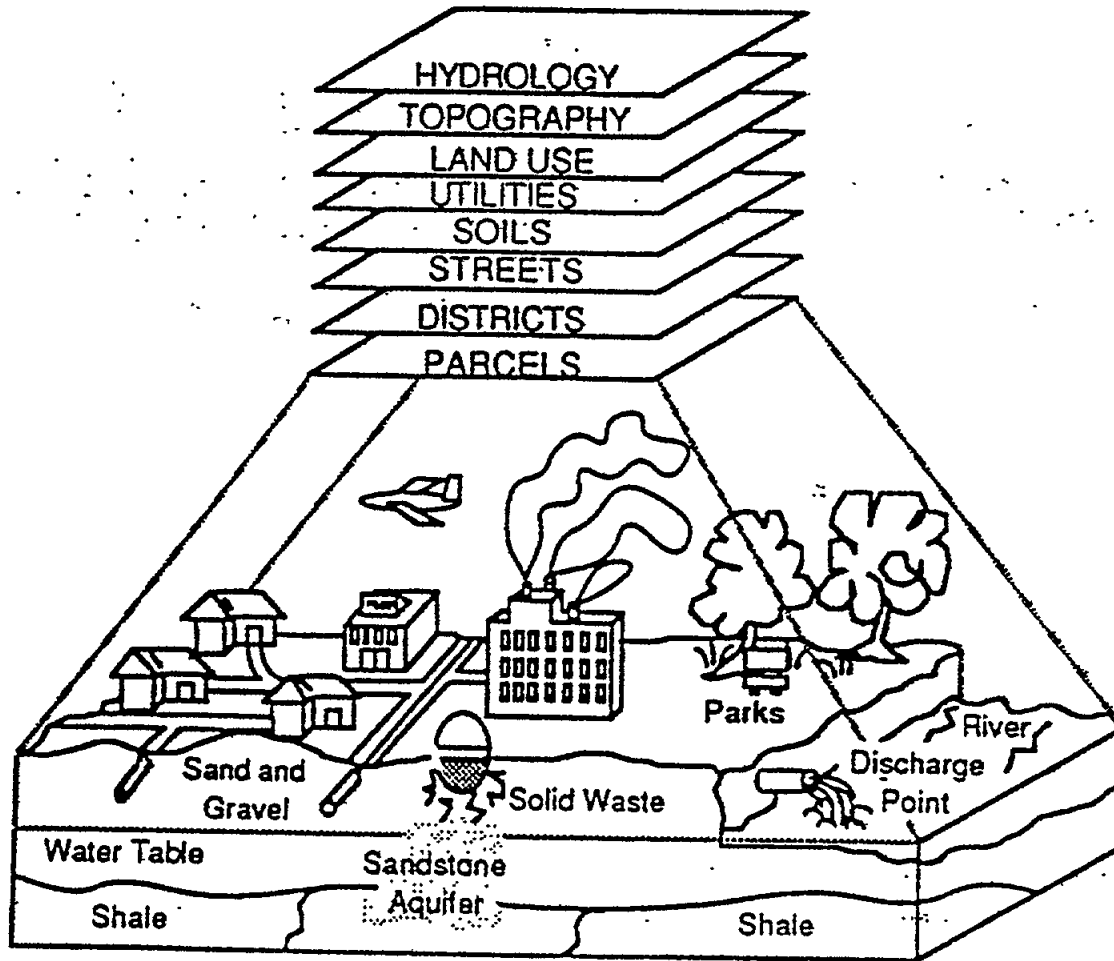 HYDROLOGY
TOPOGRAPHY
LAND USE
UTILITIES
SOILS
STREETS
DISTRICTS
PARCELS
Parks
River
Sand and
Gravel
Solid Waste
Discharge
Point
Water Table
Sandstone
Aquifer
Shale
Shale